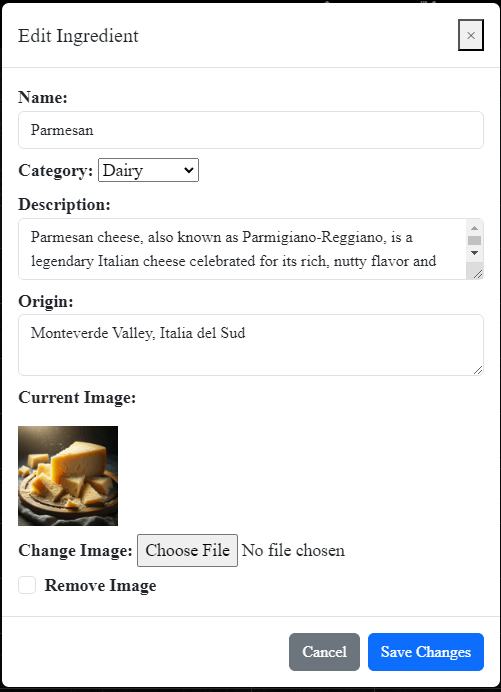 Edit Ingredient ×
Name:
Parmesan
Category: Dairy
Description:
Parmesan cheese, also known as Parmigiano-Reggiano, is a
legendary Italian cheese celebrated for its rich, nutty flavor and
Origin:
Monteverde Valley, Italia del Sud
Current Image:
Change Image: Choose File No file chosen
Remove Image
Cancel Save Changes